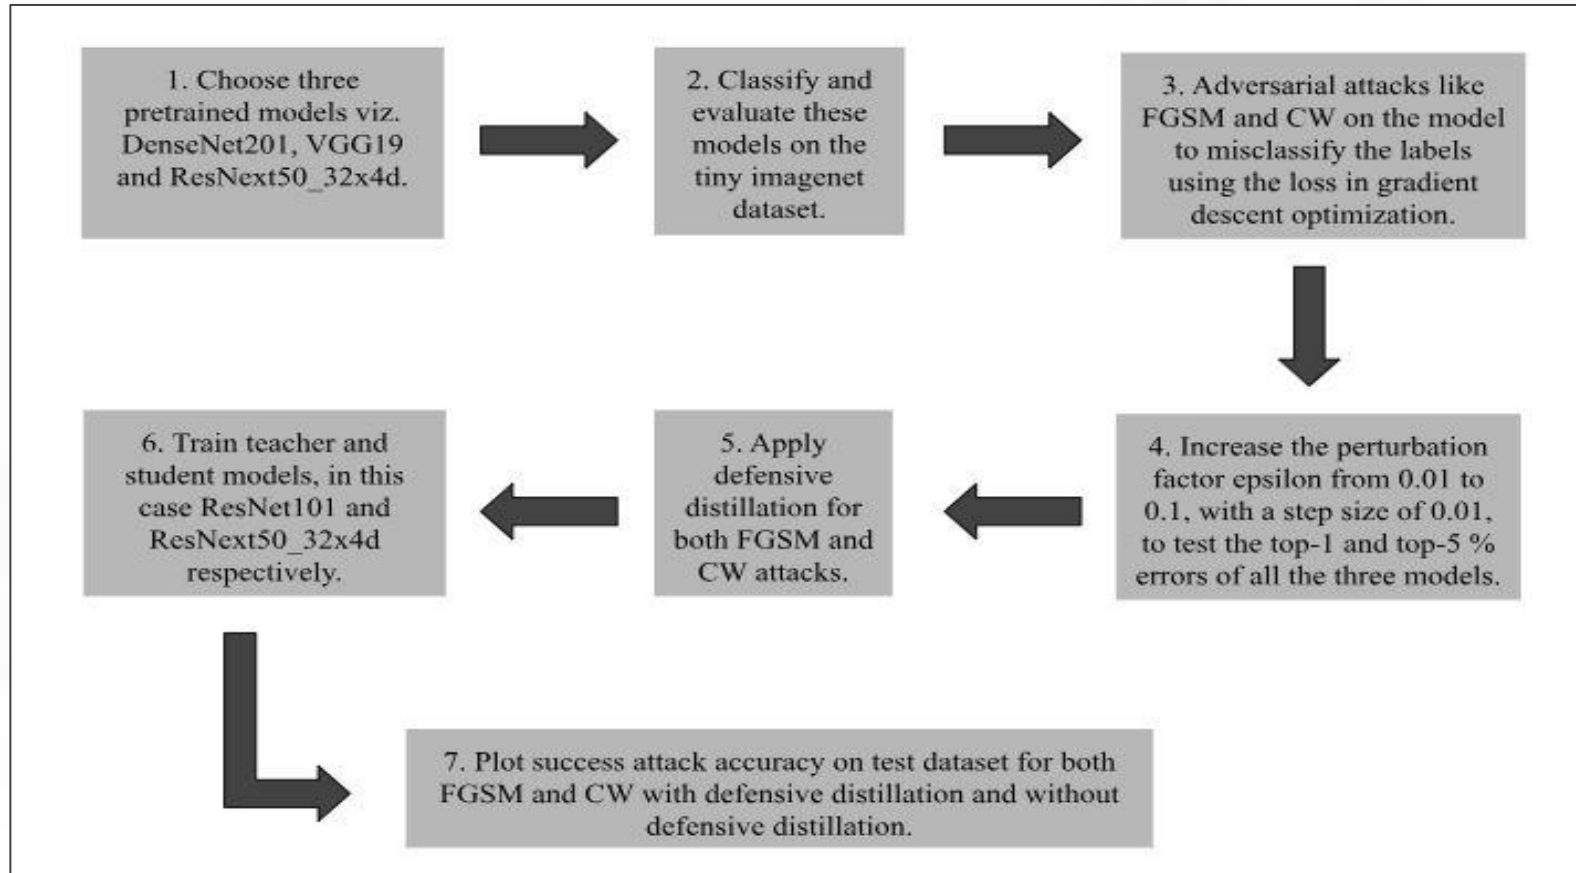 1. Choose three
pretrained models viz.
DenseNet201, VGG19
and ResNext50_32x4d.
2. Classify and
evaluate these
models on the
tiny imagenet
dataset.
3. Adversarial attacks like
FGSM and CW on the model
to misclassify the labels
using the loss in gradient
descent optimization.
4. Increase the perturbation
factor epsilon from 0.01 to
0.1, with a step size of 0.01,
to test the top-1 and top-5 %
errors of all the three models.
5. Apply
defensive
distillation for
both FGSM and
CW attacks.
6. Train teacher and
student models, in this
case ResNet101 and
ResNext50_32x4d
respectively.
7. Plot success attack accuracy on test dataset for both
FGSM and CW with defensive distillation and without
defensive distillation.